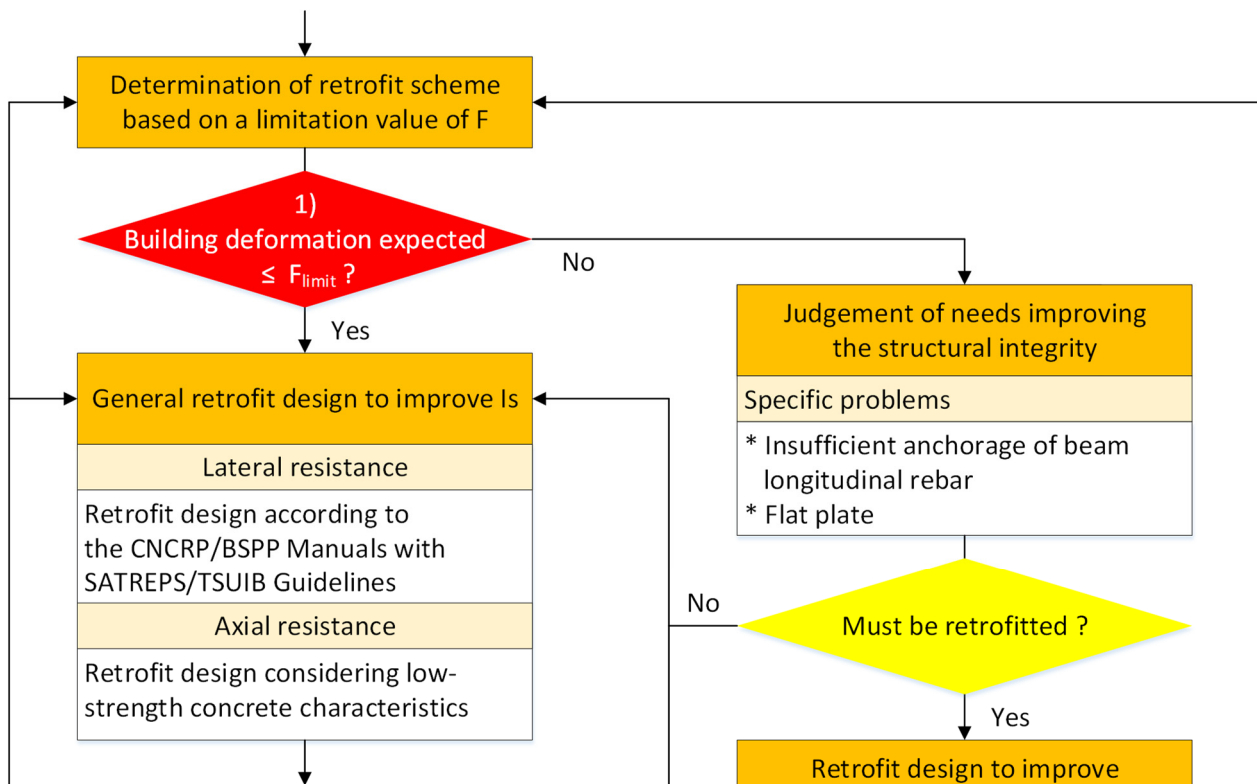 Determination of retrofit scheme
based on a limitation value of F
1)
Building deformation expected
≤ Flimit ?
No
Yes
Judgement of needs improving
the structural integrity
Specific problems
* Insufficient anchorage of beam
longitudinal rebar
* Flat plate
General retrofit design to improve Is
Lateral resistance
Retrofit design according to
the CNCRP/BSPP Manuals with
SATREPS/TSUIB Guidelines
Axial resistance
Retrofit design considering low-
strength concrete characteristics
No
Must be retrofitted ?
Yes
Retrofit design to improve